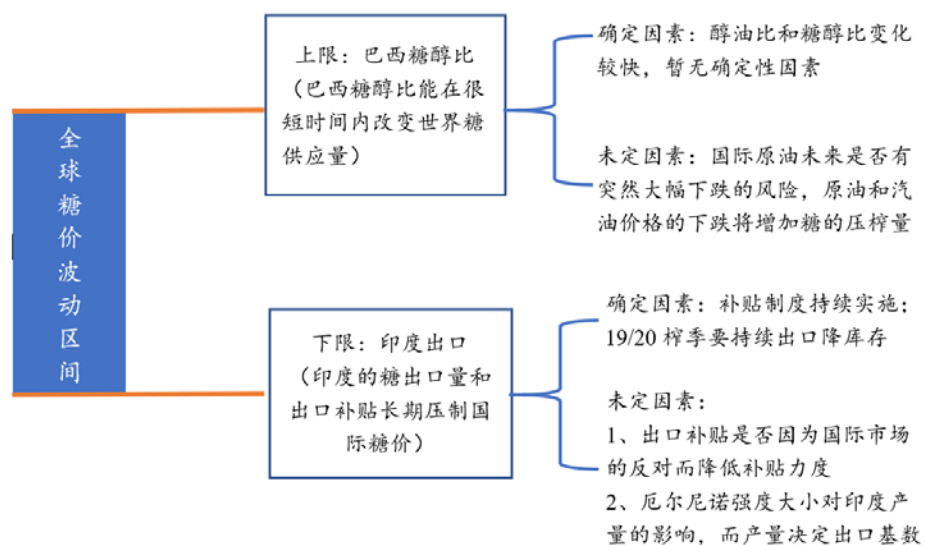 全球糖价波动区间
上限：巴西糖醇比
（巴西糖醇比能在很
短时间内改变世界糖
供应量）
确定因素：醇油比和糖醇比变化
较快，暂无确定性因素
未定因素：国际原油未来是否有
突然大幅下跌的风险，原油和汽
油价格的下跌将增加糖的压榨量
下限：印度出口
（印度的糖出口量和
出口补贴长期压制国
际糖价）
确定因素：补贴制度持续实施；
19/20 榨季要持续出口降库存
未定因素：
1、出口补贴是否因为国际市场
的反对而降低补贴力度
2、厄尔尼诺强度大小对印度产
量的影响，而产量决定出口基数